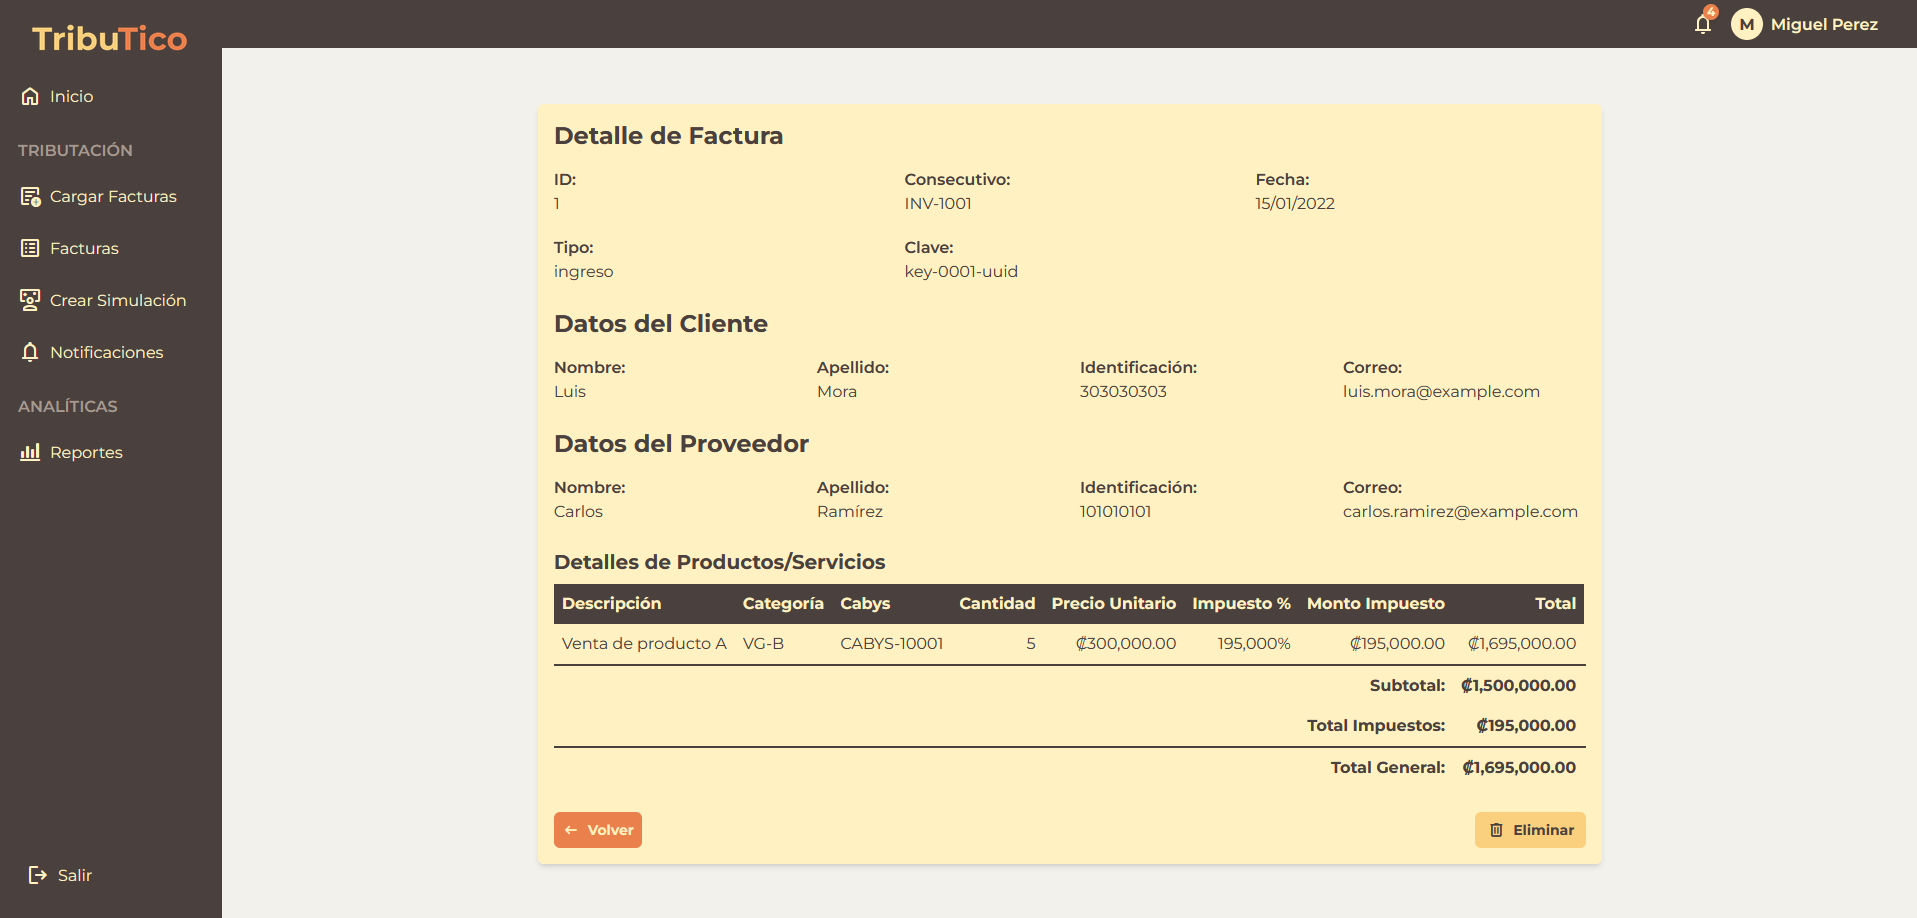 TribuTico
4
M Miguel Perez
Inicio
TRIBUTACIÓN
Cargar Facturas
Facturas
Crear Simulación
Notificaciones
ANALÍTICAS
Reportes
Salir
Detalle de Factura
ID: Consecutivo: Fecha:
1 INV-1001 15/01/2022
Tipo: Clave:
ingreso key-0001-uuid
Datos del Cliente
Nombre: Apellido: Identificación: Correo:
Luis Mora 303030303 luis.mora@example.com
Datos del Proveedor
Nombre: Apellido: Identificación: Correo:
Carlos Ramírez 101010101 carlos.ramirez@example.com
Detalles de Productos/Servicios
Descripción Categoría Cabys Cantidad Precio Unitario Impuesto % Monto Impuesto Total
Venta de producto A VG-B CABYS-10001 5 ₡300,000.00 195,000% ₡195,000.00 ₡1,695,000.00
Subtotal: ₡1,500,000.00
Total Impuestos: ₡195,000.00
Total General: ₡1,695,000.00
Volver
Eliminar